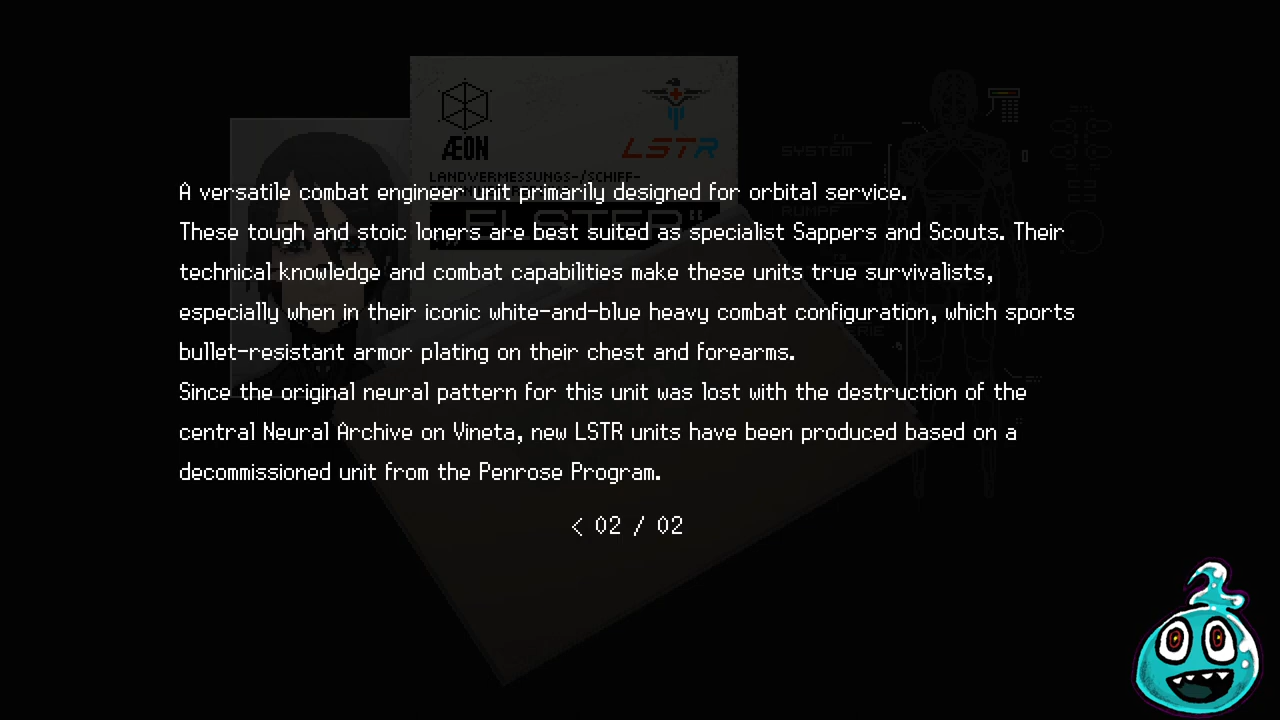 ÆON
LSTR
LANDVERMESSUNGS-/SCHIFF-
„ELSTER“
SYSTEM
RUMPF
A versatile combat engineer unit primarily designed for orbital service.
These tough and stoic loners are best suited as specialist Sappers and Scouts. Their
technical knowledge and combat capabilities make these units true survivalists,
especially when in their iconic white-and-blue heavy combat configuration, which sports
bullet-resistant armor plating on their chest and forearms.
Since the original neural pattern for this unit was lost with the destruction of the
central Neural Archive on Vineta, new LSTR units have been produced based on a
decommissioned unit from the Penrose Program.
< 02 / 02